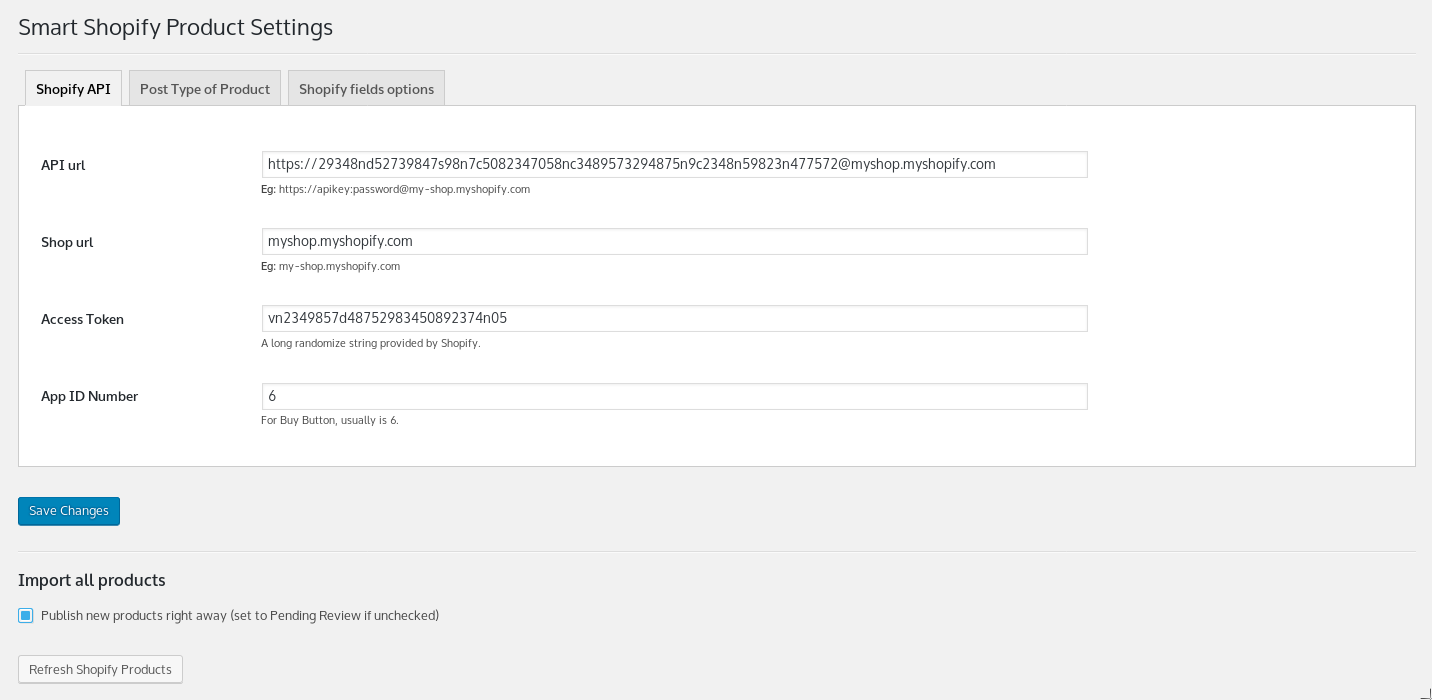 Smart Shopify Product Settings
Shopify API
Post Type of Product
Shopify fields options
API url
https://29348nd52739847s98n7c5082347058nc3489573294875n9c2348n59823n477572@myshop.myshopify.com
Eg: https://apikey:password@my-shop.myshopify.com
Shop url
myshop.myshopify.com
Eg: my-shop.myshopify.com
Access Token
vn2349857d48752983450892374n05
A long randomize string provided by Shopify.
App ID Number
6
For Buy Button, usually is 6.
Save Changes
Import all products
Publish new products right away (set to Pending Review if unchecked)
Refresh Shopify Products